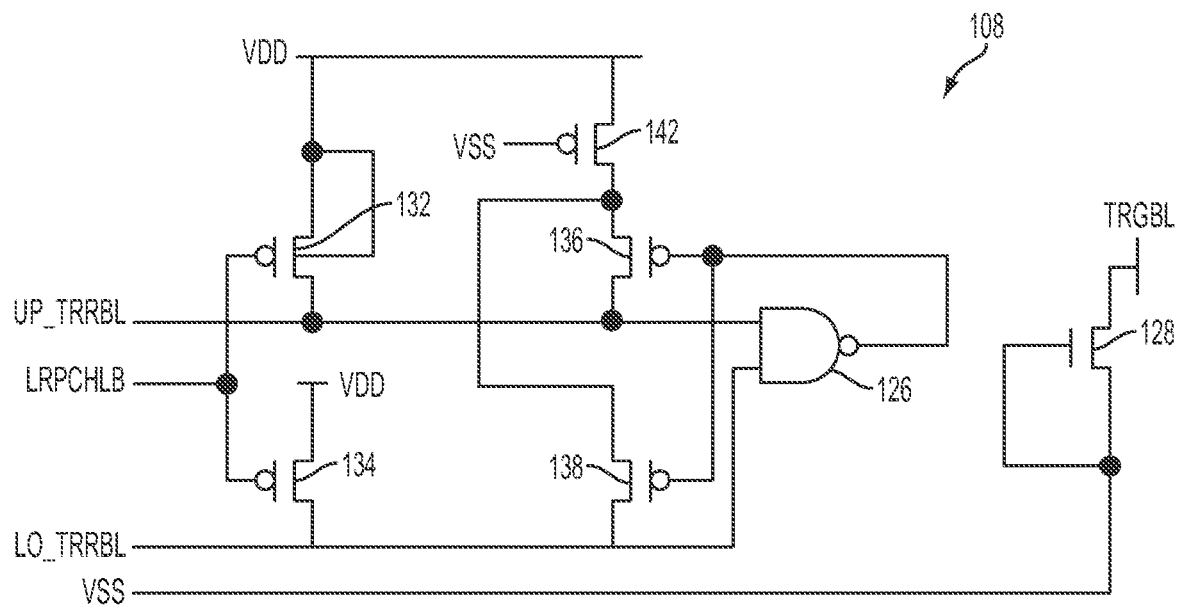 108
VDD
VSS
142
132
136
TRGBL
UP_TRRBL
128
LRPCHLB
VDD
126
134
138
LO_TRRBL
VSS